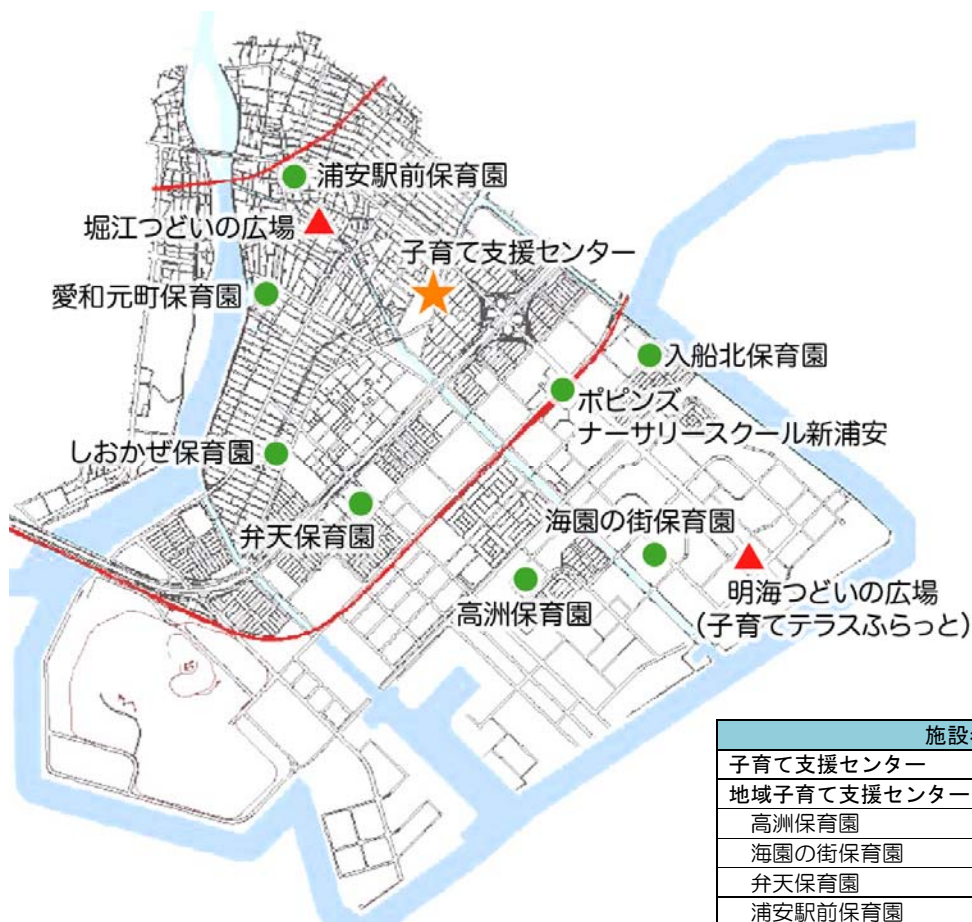 浦安駅前保育園
堀江つどいの広場
子育て支援センター
愛和元町保育園
入船北保育園
ポピンズ
ナーサリースクール新浦安
しおかぜ保育園
弁天保育園
海園の街保育園
高洲保育園
明海つどいの広場
(子育てテラスふらっと)
施設
子育て支援センター
地域子育て支援センター
高洲保育園
海園の街保育園
弁天保育園
浦安駅前保育園